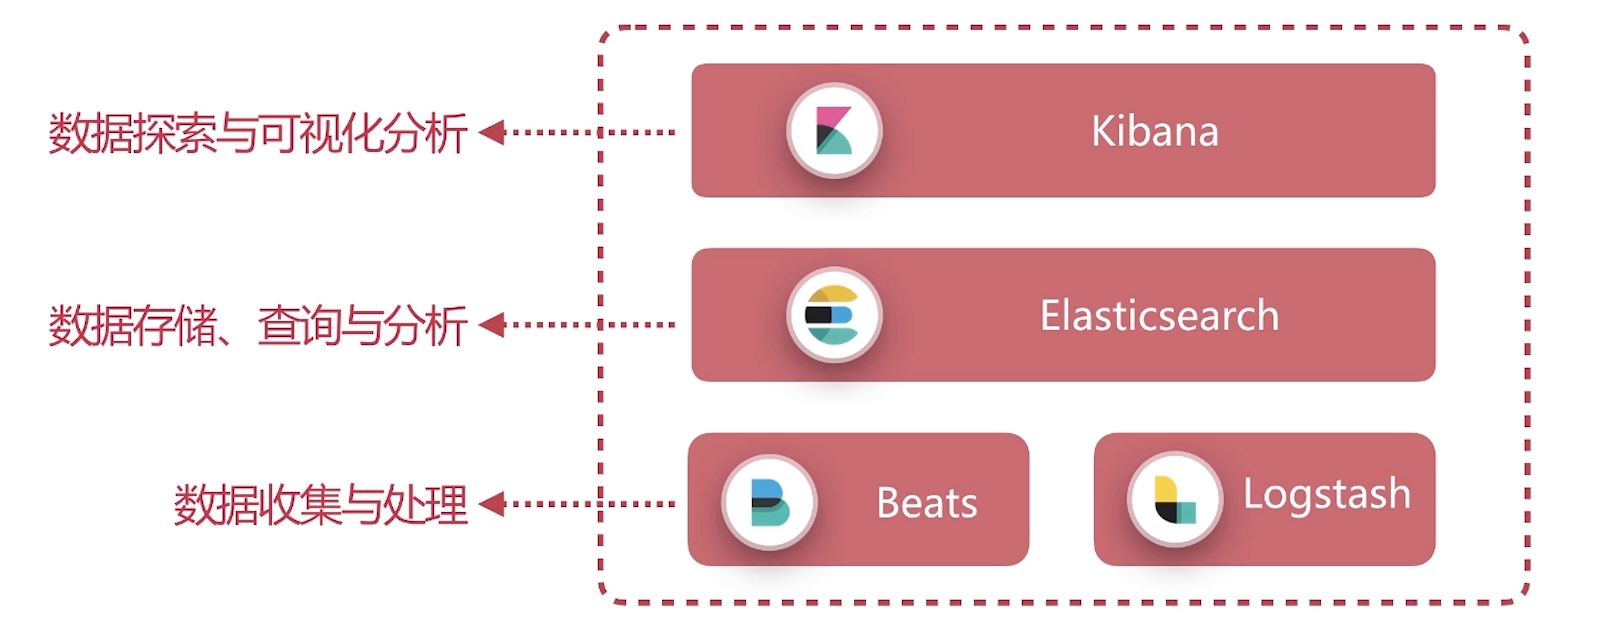 数据探索与可视化分析
Kibana
数据存储、查询与分析
Elasticsearch
数据收集与处理
Beats
Logstash